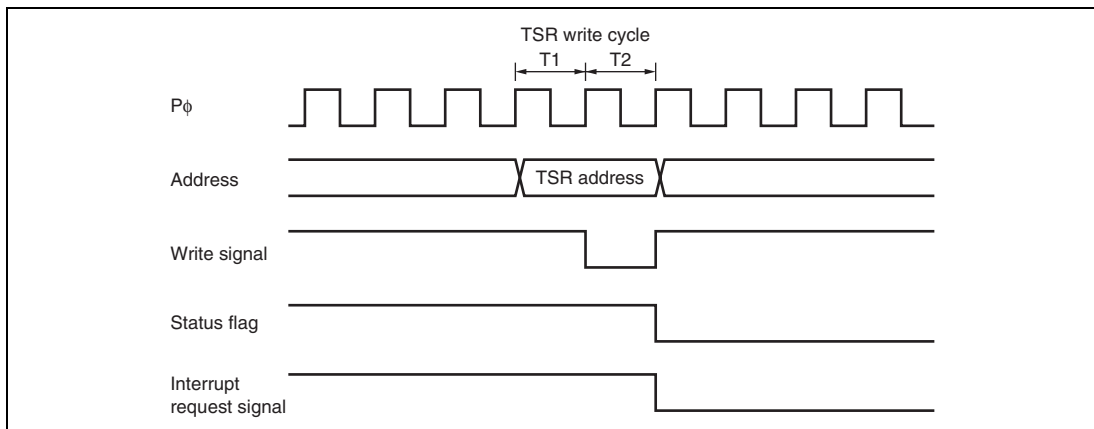 TSR write cycle
T1 T2
Pϕ
Address
TSR address
Write signal
Status flag
Interrupt
request signal